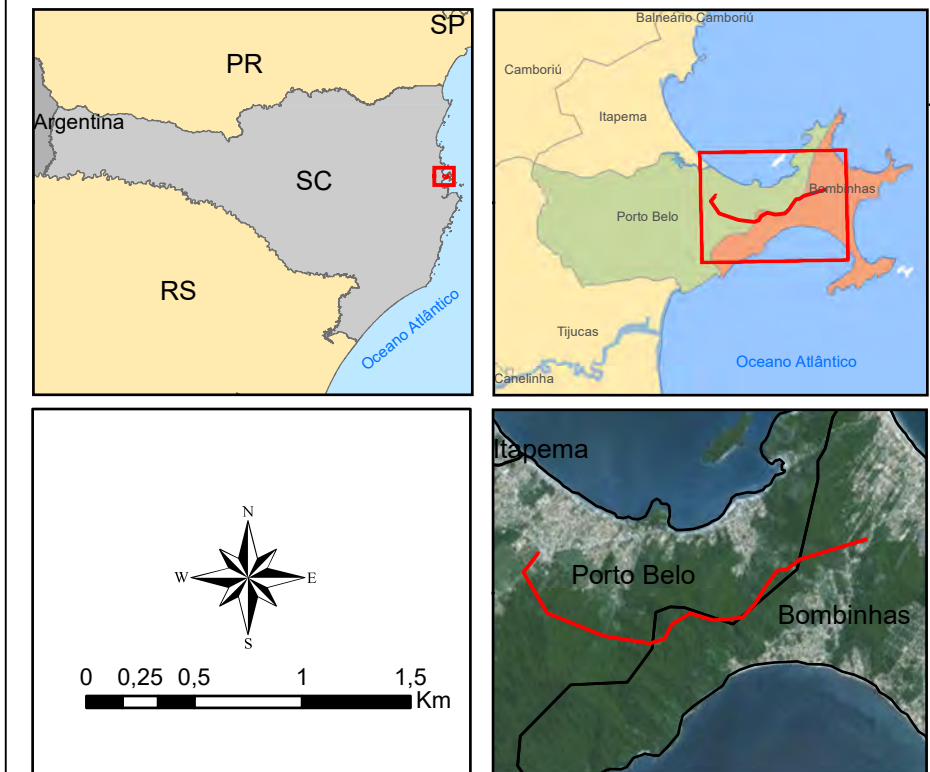 SP
PR
Argentina
SC
RS
Oceano Atlântico
Balneário Camboriú
Camboriú
Itapema
Bombinhas
Porto Belo
Tijucas
Oceano Atlântico
Canelinha
N
W E
S
0 0,25 0,5 1 1,5
Km
Itapema
Porto Belo
Bombinhas